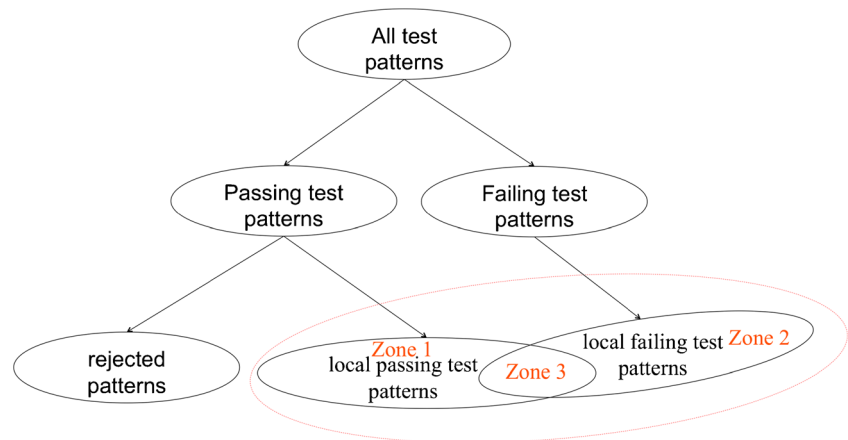 All test
patterns
Passing test
patterns
Failing test
patterns
rejected
patterns
Zone 1
local passing test
patterns
Zone 3
local failing test
patterns
Zone 2